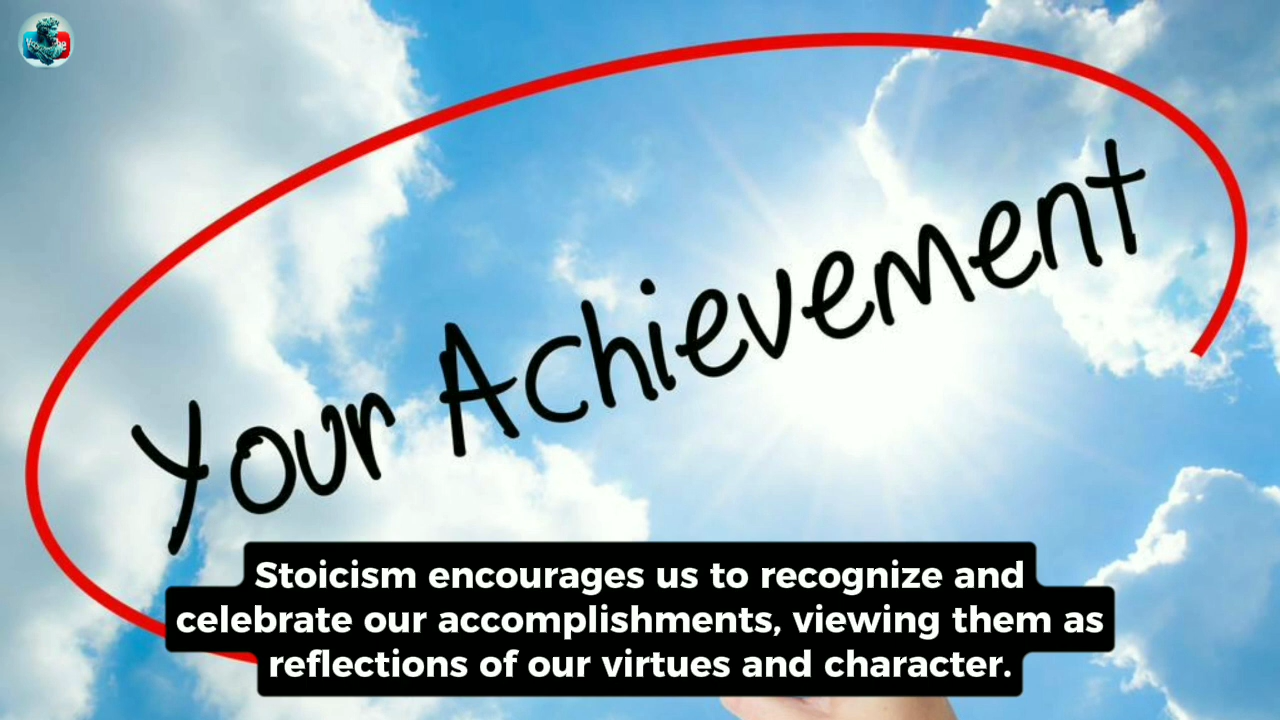 Your Achievement
Stoicism encourages us to recognize and
celebrate our accomplishments, viewing them as
reflections of our virtues and character.